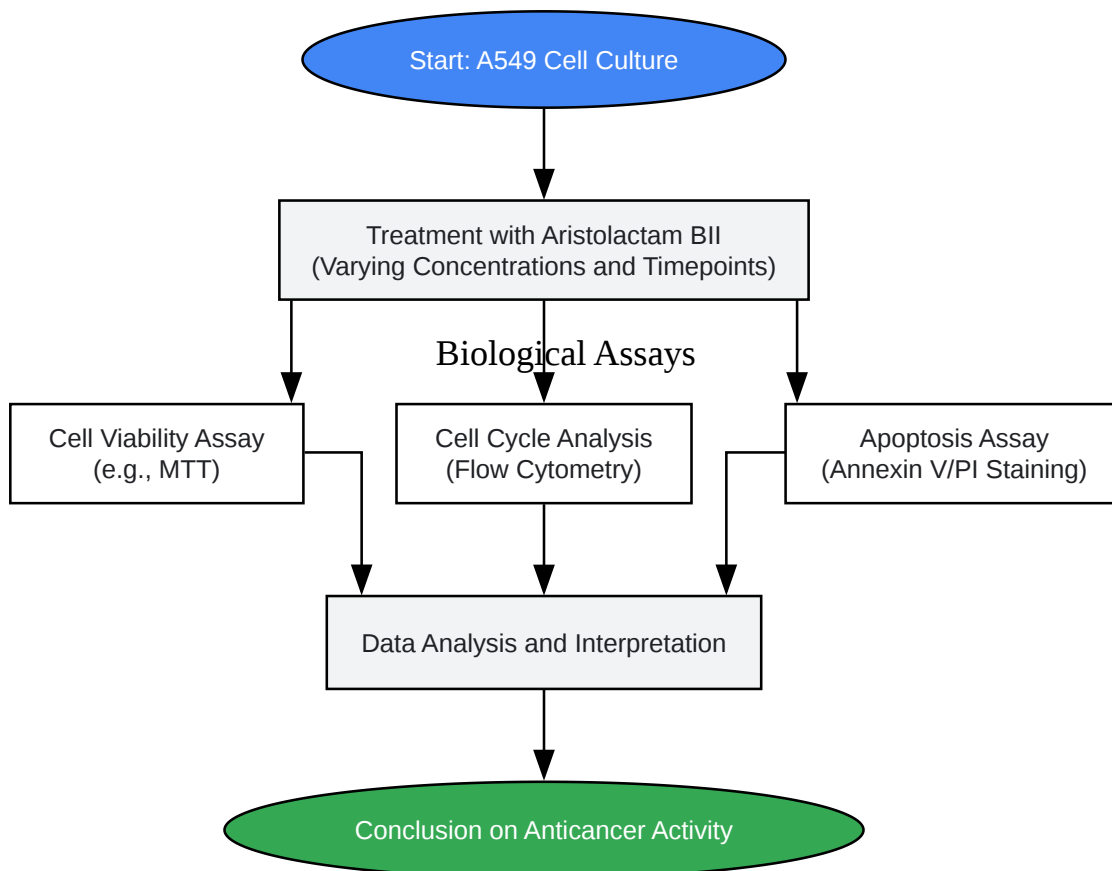 Start: A549 Cell Culture
Treatment with Aristolactam BII
(Varying Concentrations and Timepoints)
Biological Assays
Cell Viability Assay
(e.g., MTT)
Cell Cycle Analysis
(Flow Cytometry)
Apoptosis Assay
(Annexin V/PI Staining)
Data Analysis and Interpretation
Conclusion on Anticancer Activity